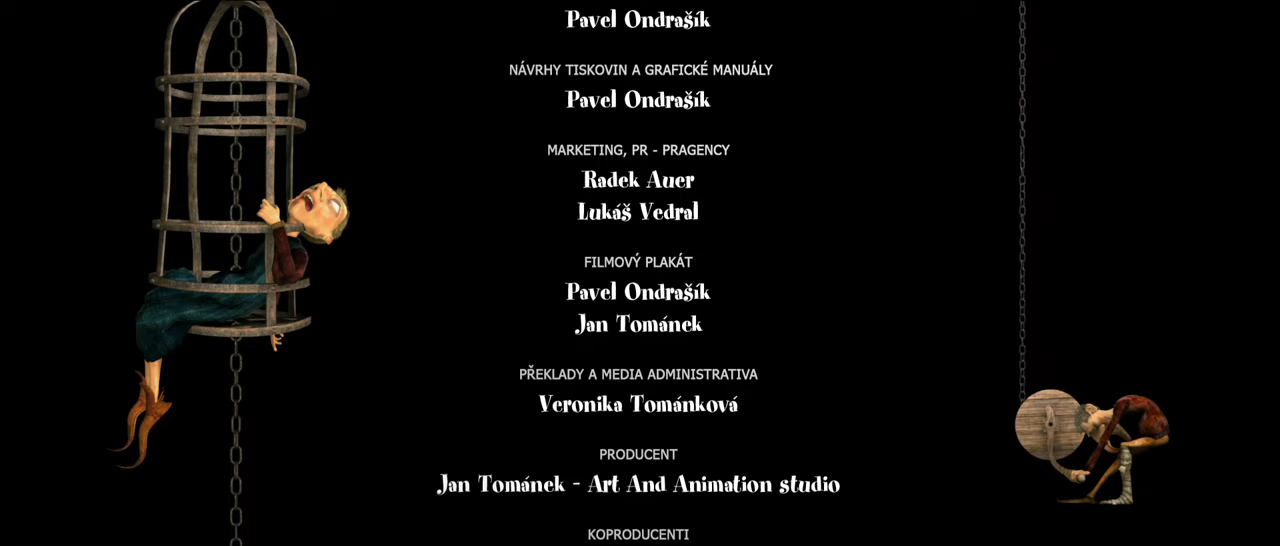 Pavel Ondrašík
NÁVRHY TISKOVIN A GRAFICKÉ MANUÁLY
Pavel Ondrašík
MARKETING, PR - PRAGENCY
Radek Auer
Lukáš Vedral
FILMOVÝ PLAKÁT
Pavel Ondrašík
Jan Tománek
PŘEKLADY A MEDIA ADMINISTRATIVA
Veronika Tománková
PRODUCENT
Jan Tománek - Art And Animation studio
KOPRODUCENTI